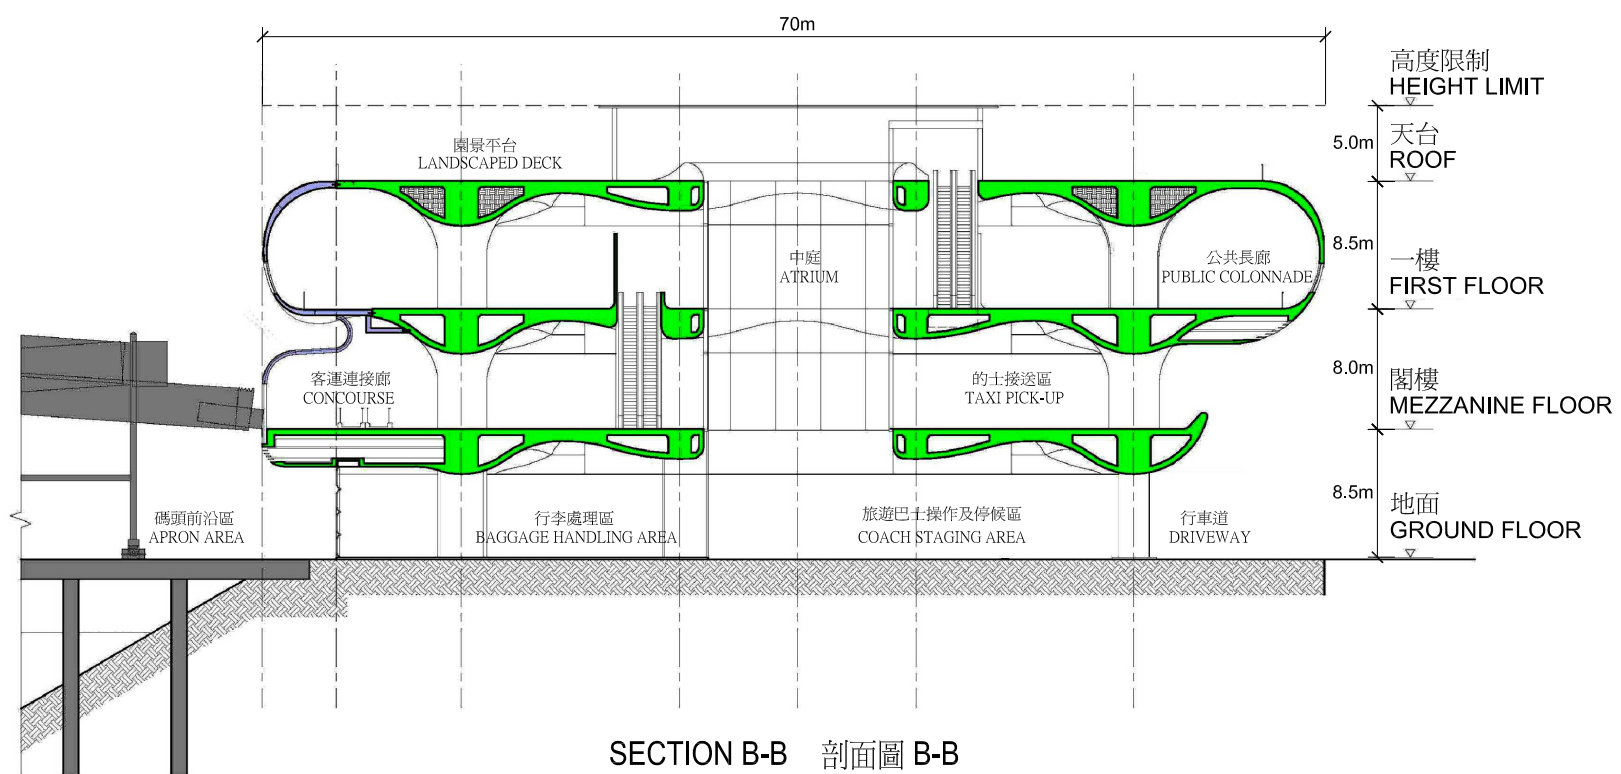 70m
高度限制
HEIGHT LIMIT
5.0m
天台
ROOF
園景平台
LANDSCAPED DECK
8.5m
一樓
FIRST FLOOR
中庭
ATRIUM
公共長廊
PUBLIC COLONNADE
8.0m
閣樓
MEZZANINE FLOOR
客運連接廊
CONCOURSE
的士接送區
TAXI PICK-UP
8.5m
地面
GROUND FLOOR
碼頭前沿區
APRON AREA
行李處理區
BAGGAGE HANDLING AREA
旅遊巴士操作及停候區
COACH STAGING AREA
行車道
DRIVEWAY
SECTION B-B 剖面圖 B-B